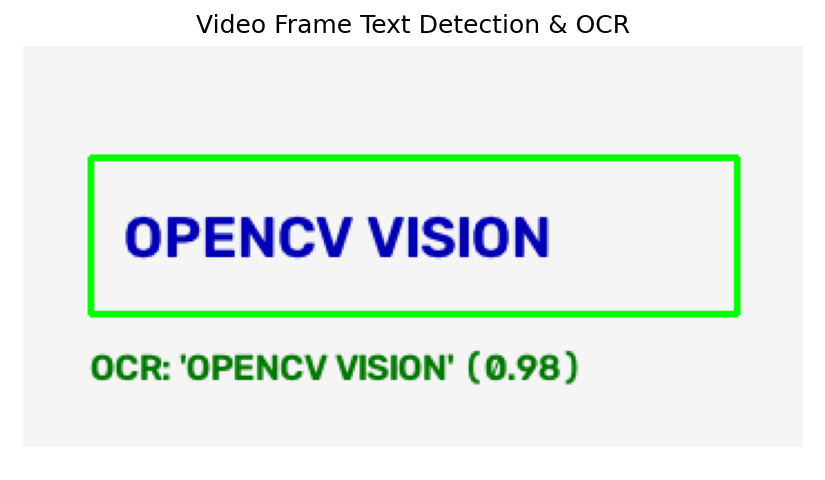 Video Frame Text Detection & OCR
OPENCV VISION
OCR: 'OPENCV VISION' (0.98)